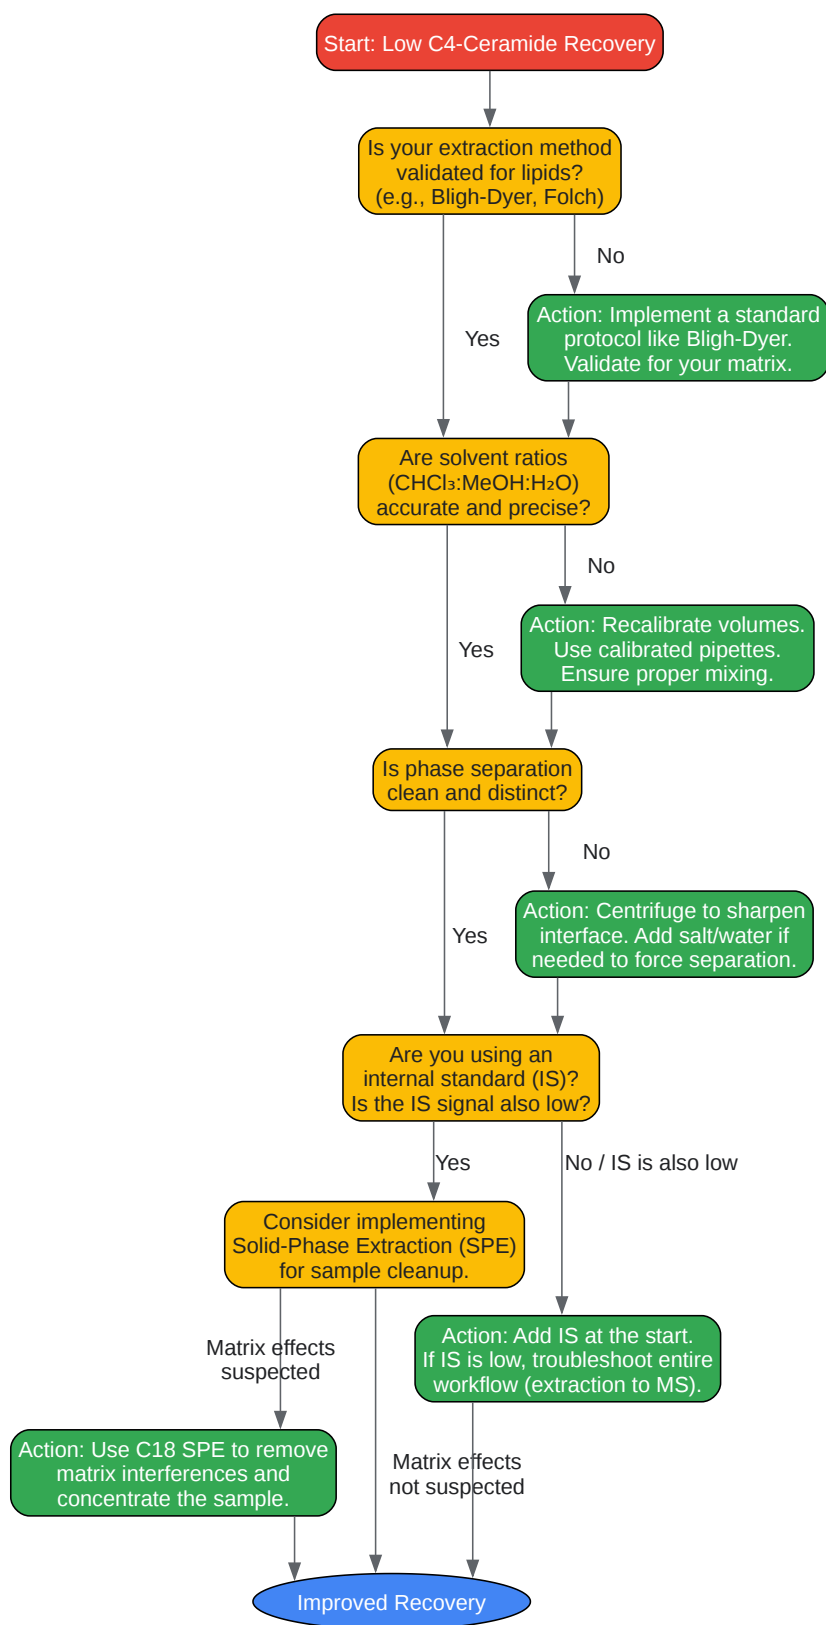 Start: Low C4-Ceramide Recovery
Is your extraction method
validated for lipids?
(e.g., Bligh-Dyer, Folch)
No
Action: Implement a standard
protocol like Bligh-Dyer.
Validate for your matrix.
Yes
Are solvent ratios
(CHCl₃:MeOH:H₂O)
accurate and precise?
No
Action: Recalibrate volumes.
Use calibrated pipettes.
Ensure proper mixing.
Yes
Is phase separation
clean and distinct?
No
Action: Centrifuge to sharpen
interface. Add salt/water if
needed to force separation.
Yes
Are you using an
internal standard (IS)?
Is the IS signal also low?
Yes
No / IS is also low
Consider implementing
Solid-Phase Extraction (SPE)
for sample cleanup.
Action: Add IS at the start.
If IS is low, troubleshoot entire
workflow (extraction to MS).
Matrix effects
suspected
Action: Use C18 SPE to remove
matrix interferences and
concentrate the sample.
Matrix effects
not suspected
Improved Recovery